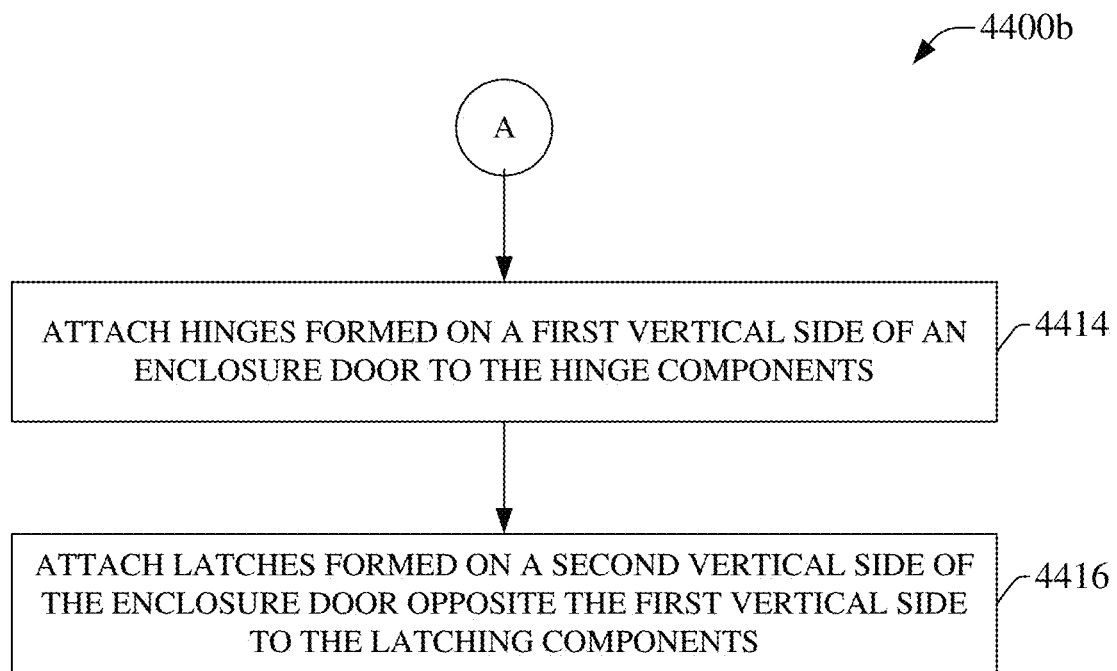 4400b
A
ATTACH HINGES FORMED ON A FIRST VERTICAL SIDE OF AN
ENCLOSURE DOOR TO THE HINGE COMPONENTS
4414
ATTACH LATCHES FORMED ON A SECOND VERTICAL SIDE OF
THE ENCLOSURE DOOR OPPOSITE THE FIRST VERTICAL SIDE
TO THE LATCHING COMPONENTS
4416